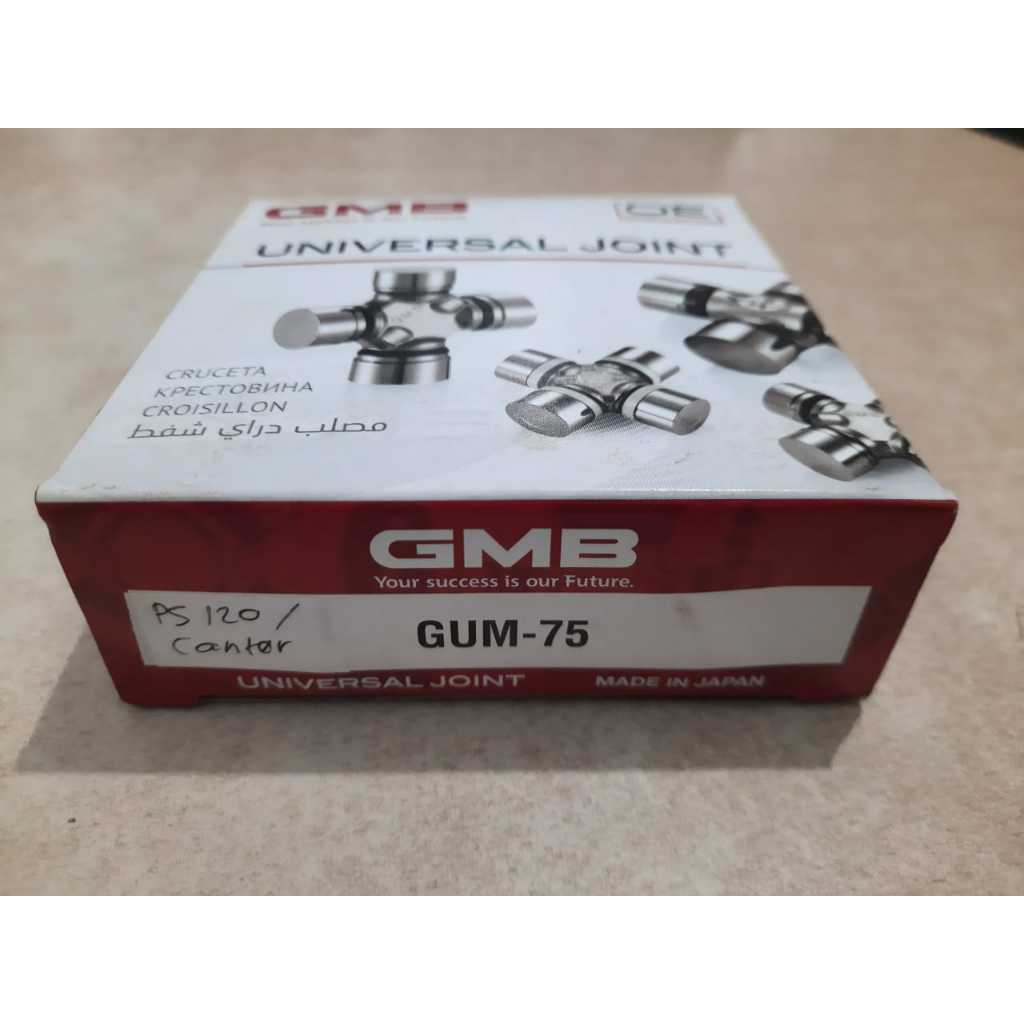 GMB
OE
UNIVERSAL JOINT
CRUCETA
КРЕСТОВИНА
CROISILLON
مصلب دراي شفط
GMB
Your success is our Future.
PS 120 /
Canter
GUM-75
UNIVERSAL JOINT
MADE IN JAPAN